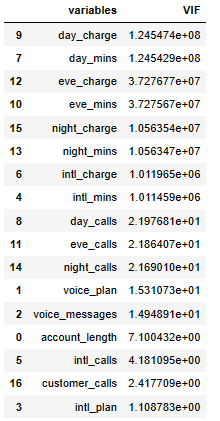 variables VIF
9 day_charge 1.245474e+08
7 day_mins 1.245429e+08
12 eve_charge 3.727677e+07
10 eve_mins 3.727567e+07
15 night_charge 1.056354e+07
13 night_mins 1.056347e+07
6 intl_charge 1.011965e+06
4 intl_mins 1.011459e+06
8 day_calls 2.197681e+01
11 eve_calls 2.186407e+01
14 night_calls 2.169010e+01
1 voice_plan 1.531073e+01
2 voice_messages 1.494891e+01
0 account_length 7.100432e+00
5 intl_calls 4.181095e+00
16 customer_calls 2.417709e+00
3 intl_plan 1.108783e+01